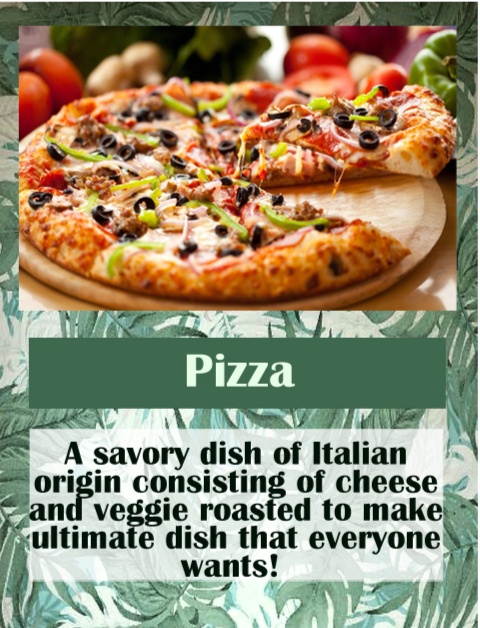 Pizza
A savory dish of Italian
origin consisting of cheese
and veggie roasted to make
ultimate dish that everyone
wants!